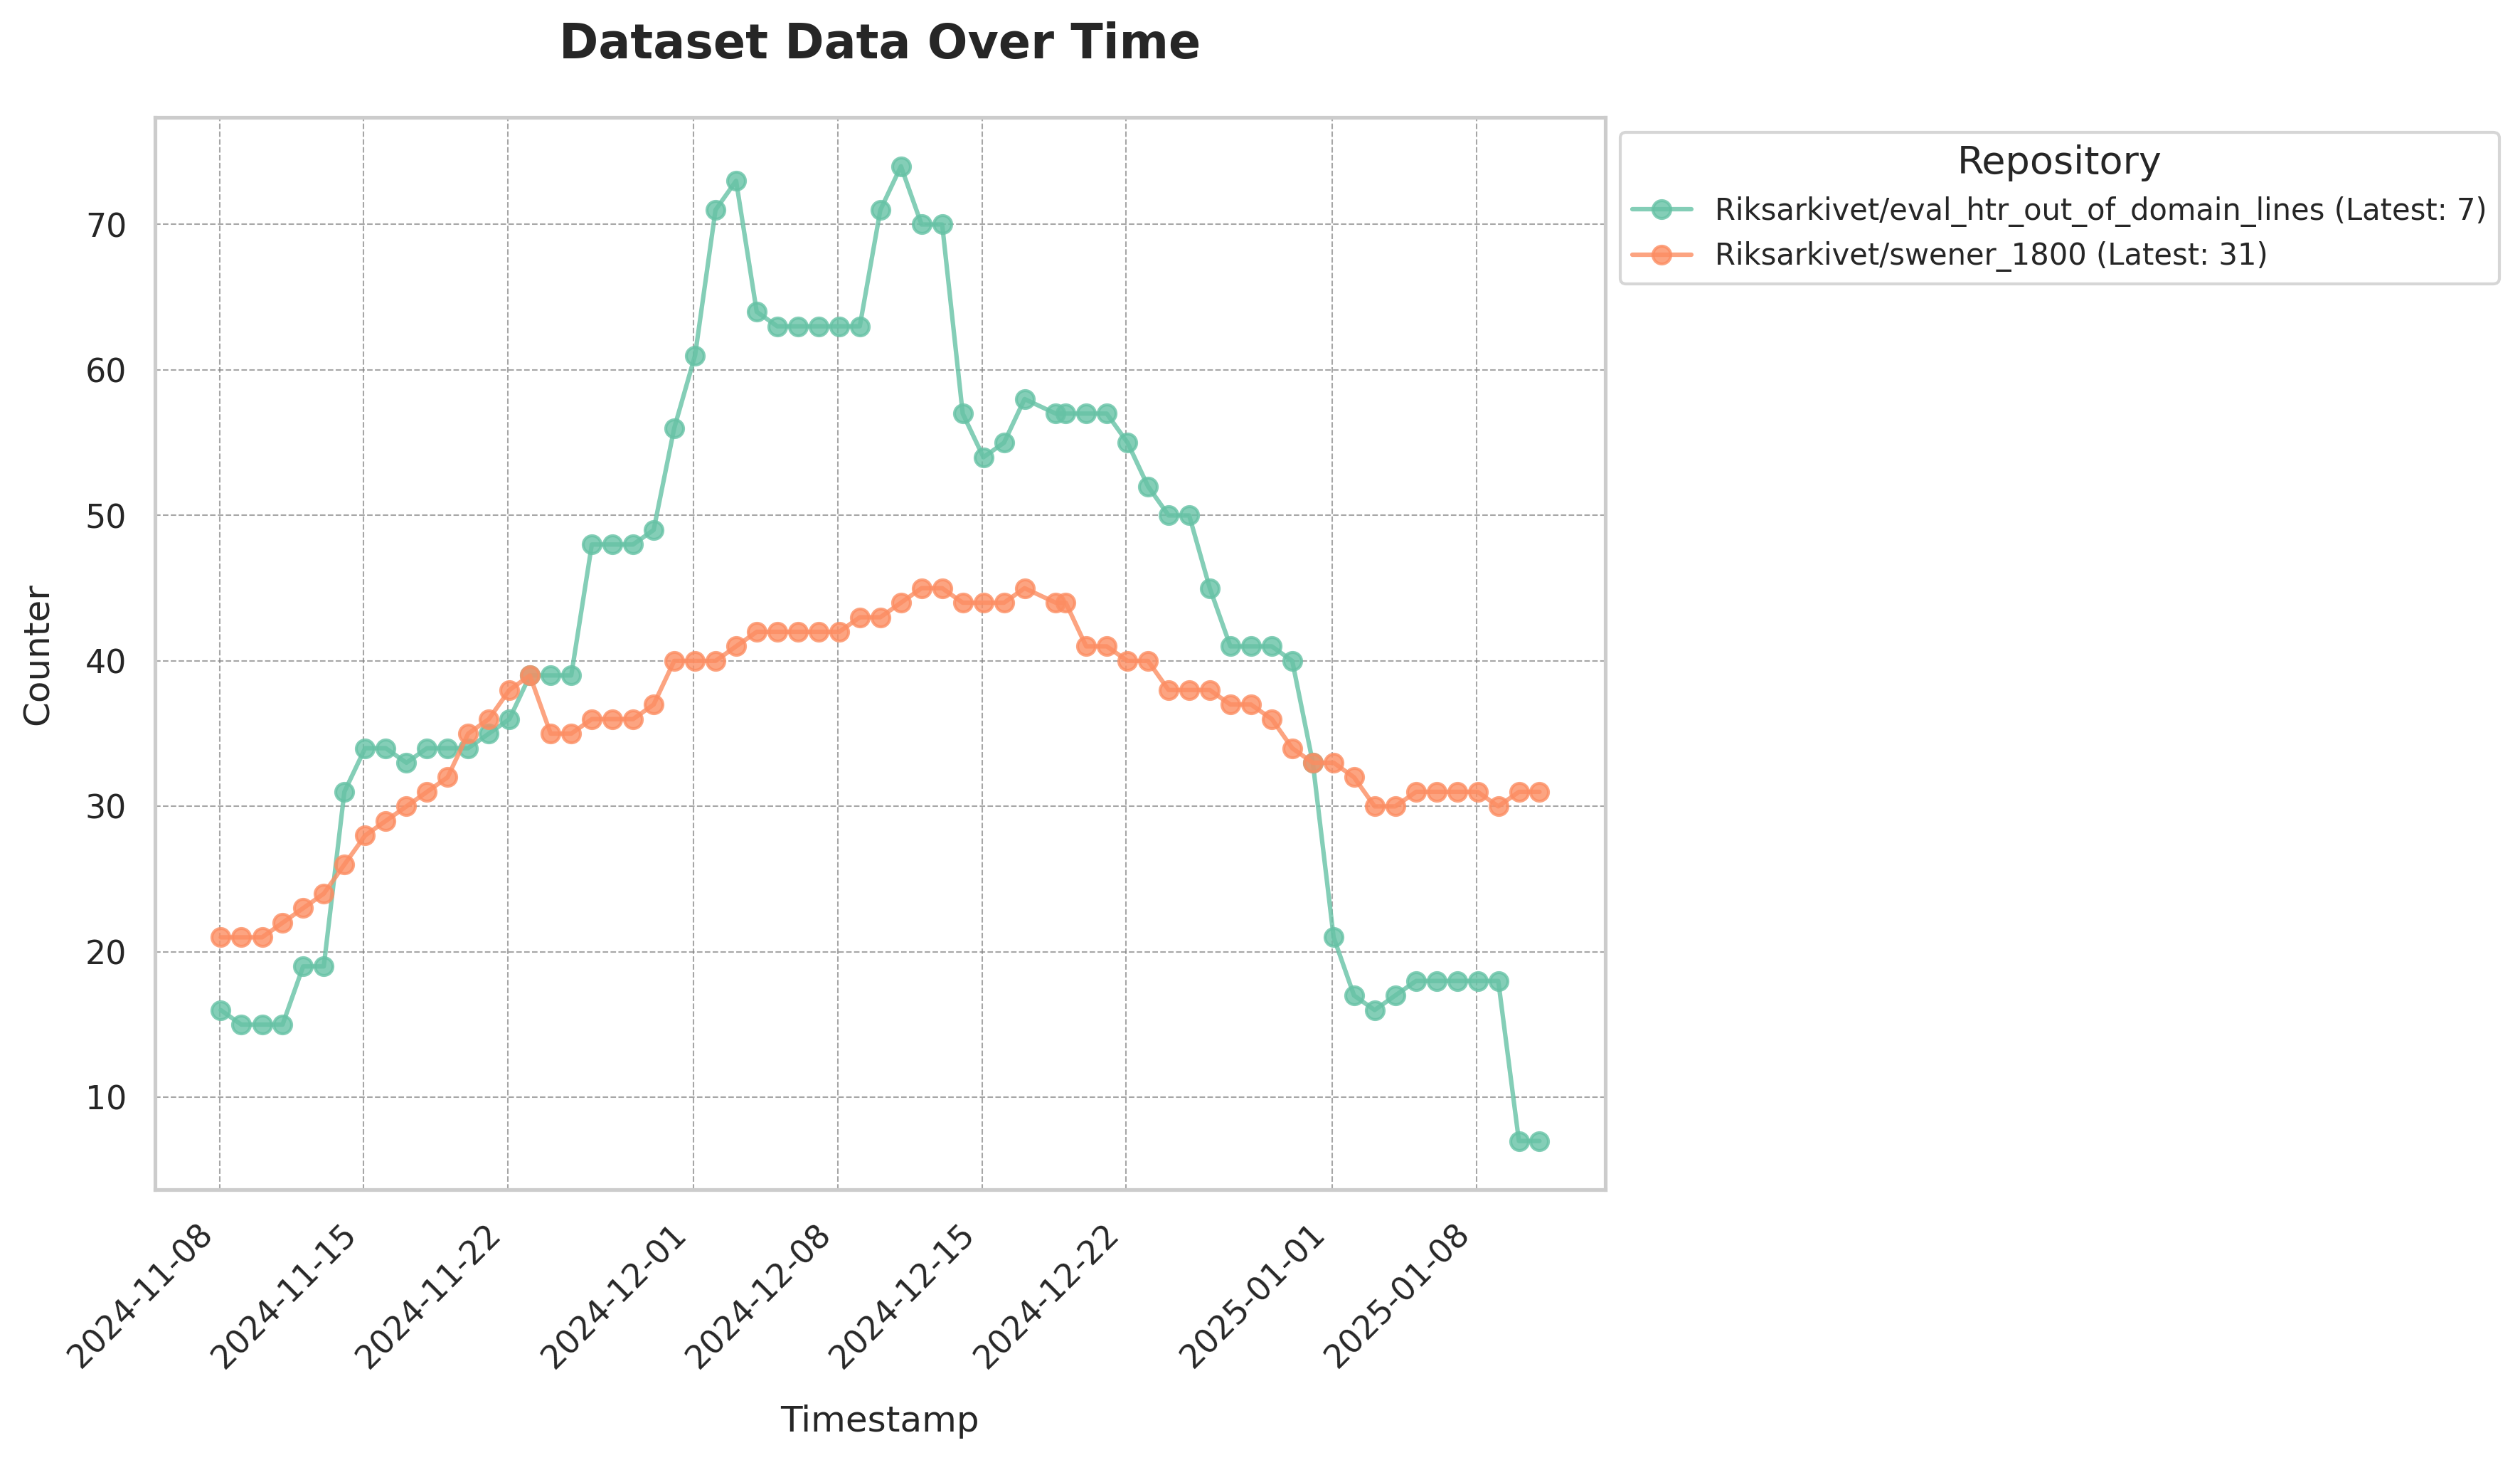 Dataset Data Over Time
Repository
Riksarkivet/eval_htr_out_of_domain_lines (Latest: 7)
Riksarkivet/swener_1800 (Latest: 31)
Counter
70
60
50
40
30
20
10
2024-11-08
2024-11-15
2024-11-22
2024-12-01
2024-12-08
2024-12-15
2024-12-22
2025-01-01
2025-01-08
Timestamp